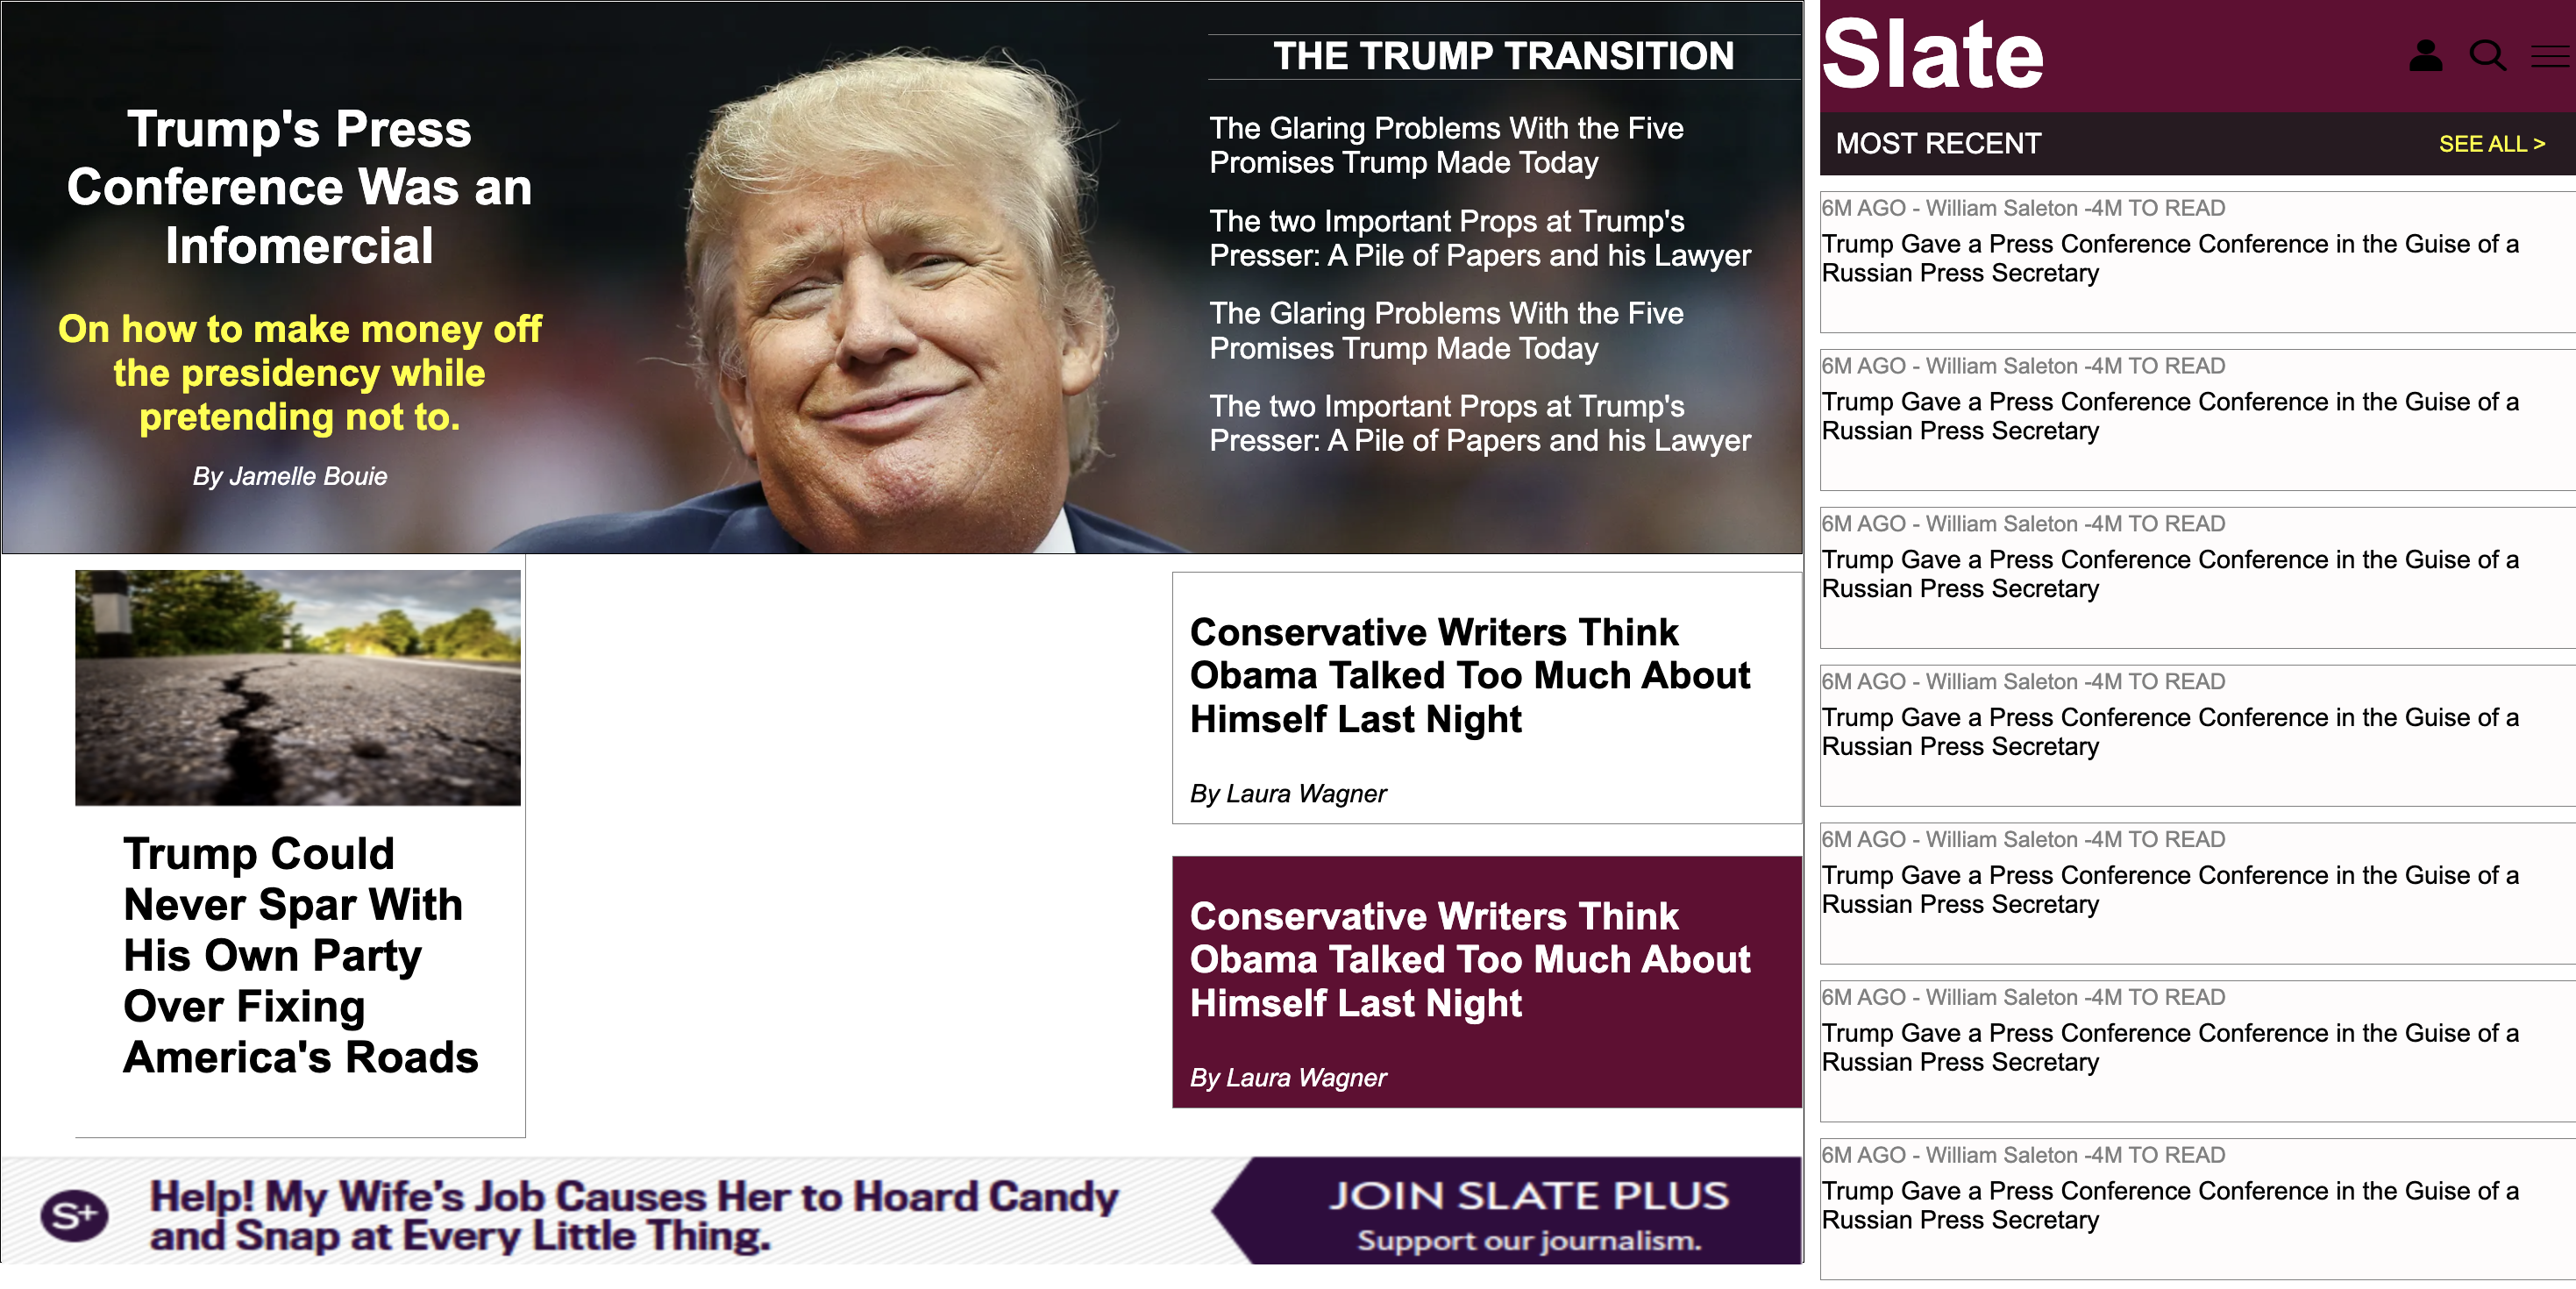 Trump's Press
Conference Was an
Infomercial
On how to make money off
the presidency while
pretending not to.
By Jamelle Bouie
THE TRUMP TRANSITION
The Glaring Problems With the Five
Promises Trump Made Today
The two Important Props at Trump's
Presser: A Pile of Papers and his Lawyer
The Glaring Problems With the Five
Promises Trump Made Today
The two Important Props at Trump's
Presser: A Pile of Papers and his Lawyer
Trump Could
Never Spar With
His Own Party
Over Fixing
America's Roads
Conservative Writers Think
Obama Talked Too Much About
Himself Last Night
By Laura Wagner
Conservative Writers Think
Obama Talked Too Much About
Himself Last Night
By Laura Wagner
S+
Help! My Wife's Job Causes Her to Hoard Candy
and Snap at Every Little Thing.
JOIN SLATE PLUS
Support our journalism.
Slate
MOST RECENT
SEE ALL >
6M AGO - William Saleton -4M TO READ
Trump Gave a Press Conference Conference in the Guise of a
Russian Press Secretary
6M AGO - William Saleton -4M TO READ
Trump Gave a Press Conference Conference in the Guise of a
Russian Press Secretary
6M AGO - William Saleton -4M TO READ
Trump Gave a Press Conference Conference in the Guise of a
Russian Press Secretary
6M AGO - William Saleton -4M TO READ
Trump Gave a Press Conference Conference in the Guise of a
Russian Press Secretary
6M AGO - William Saleton -4M TO READ
Trump Gave a Press Conference Conference in the Guise of a
Russian Press Secretary
6M AGO - William Saleton -4M TO READ
Trump Gave a Press Conference Conference in the Guise of a
Russian Press Secretary
6M AGO - William Saleton -4M TO READ
Trump Gave a Press Conference Conference in the Guise of a
Russian Press Secretary